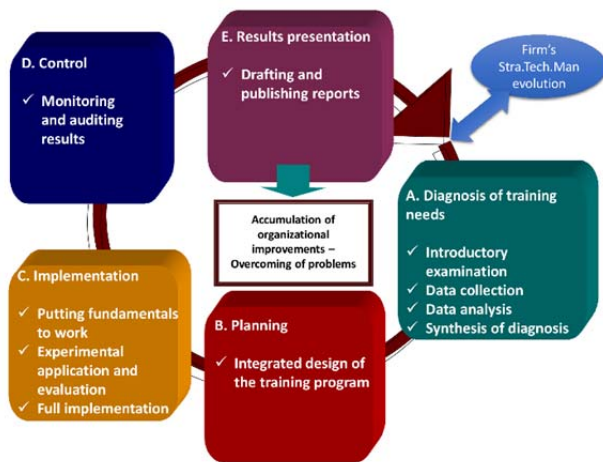 E. Results presentation
✓ Drafting and
publishing reports
Firm's
Stra.Tech.Man
evolution
D. Control
✓ Monitoring
and auditing
results
A. Diagnosis of training
needs
✓ Introductory
examination
✓ Data collection
✓ Data analysis
✓ Synthesis of diagnosis
Accumulation of
organizational
improvements –
Overcoming of problems
C. Implementation
✓ Putting fundamentals
to work
✓ Experimental
application and
evaluation
✓ Full implementation
B. Planning
✓ Integrated design of
the training program